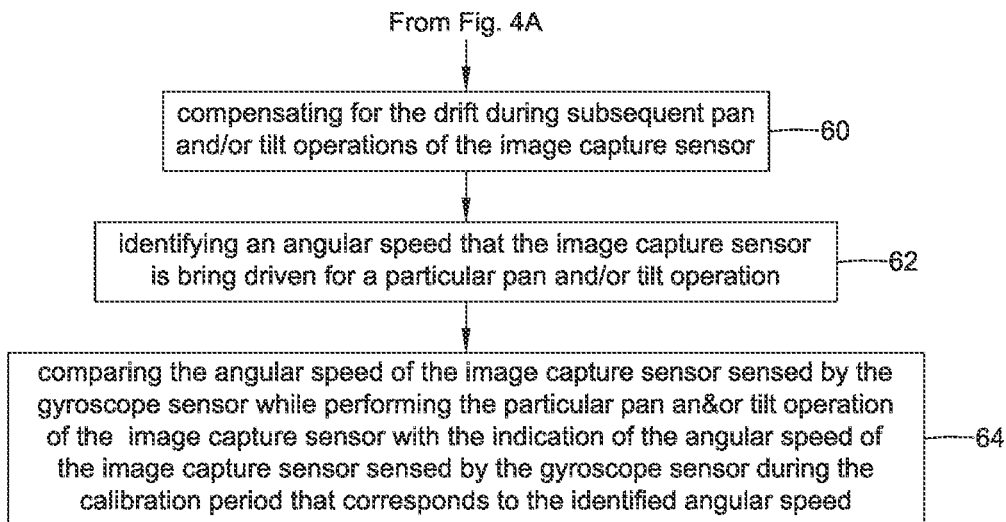 From Fig. 4A
compensating for the drift during subsequent pan
and/or tilt operations of the image capture sensor
60
identifying an angular speed that the image capture sensor
is bring driven for a particular pan and/or tilt operation
62
comparing the angular speed of the image capture sensor sensed by the
gyroscope sensor while performing the particular pan an&or tilt operation
of the image capture sensor with the indication of the angular speed of
the image capture sensor sensed by the gyroscope sensor during the
calibration period that corresponds to the identified angular speed
64